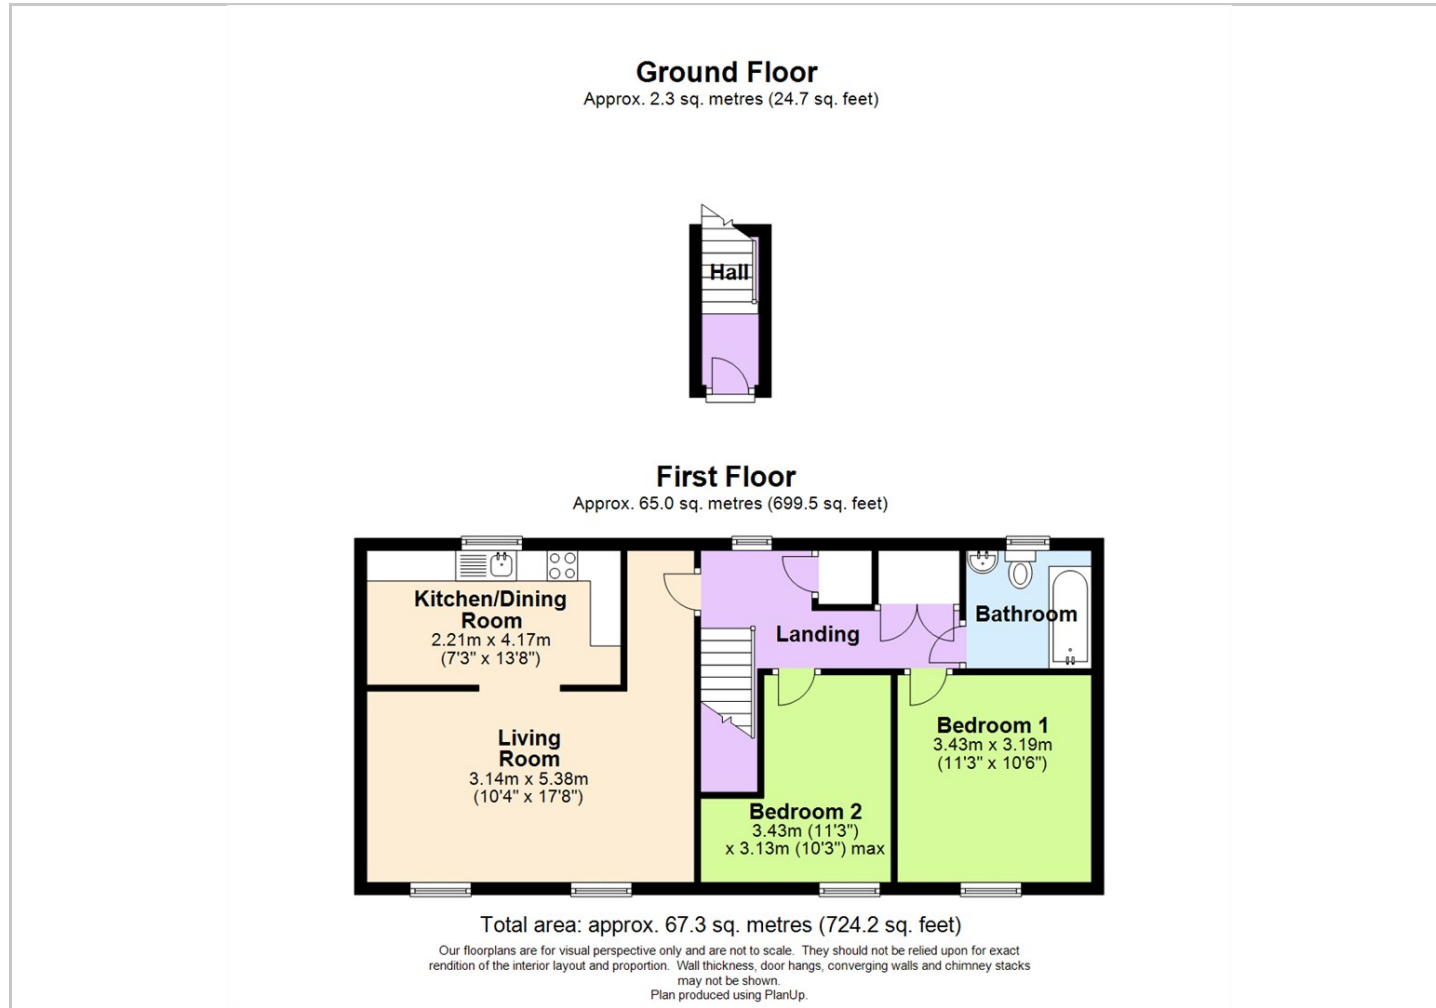 Ground Floor
Approx. 2.3 sq. metres (24.7 sq. feet)
Hall
First Floor
Approx. 65.0 sq. metres (699.5 sq. feet)
Kitchen/Dining
Room
2.21m x 4.17m
(7'3" x 13'8")
Landing
Bathroom
Living
Room
3.14m x 5.38m
(10'4" x 17'8")
Bedroom 1
3.43m x 3.19m
(11'3" x 10'6")
Bedroom 2
3.43m (11'3")
x 3.13m (10'3") max
Total area: approx. 67.3 sq. metres (724.2 sq. feet)
Our floorplans are for visual perspective only and are not to scale. They should not be relied upon for exact
rendition of the interior layout and proportion. Wall thickness, door hangs, converging walls and chimney stacks
may not be shown.
Plan produced using PlanUp.